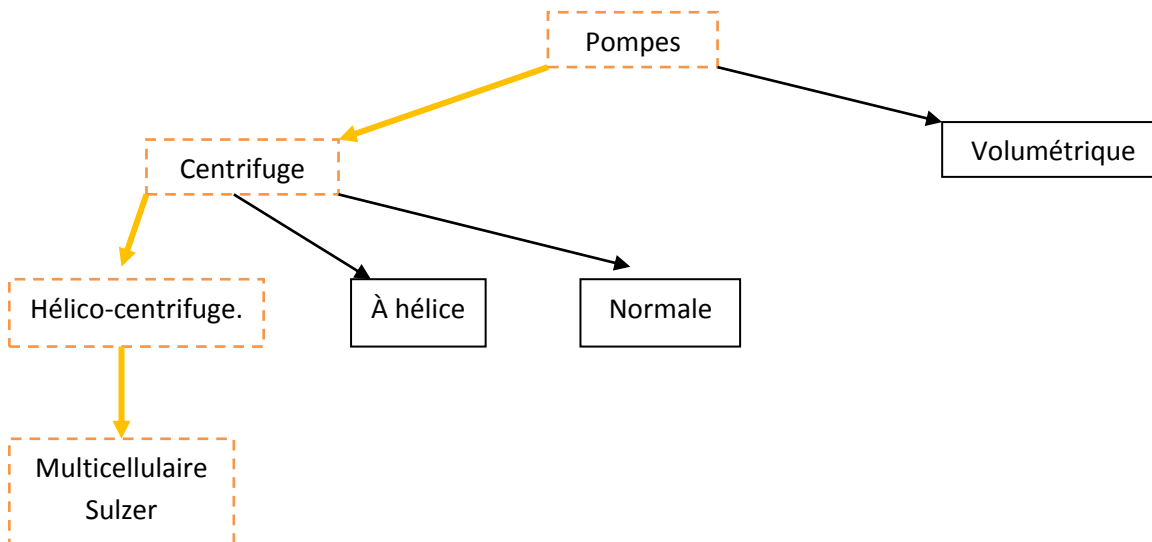 Pompes
Volumétrique
Centrifuge
Hélico-centrifuge.
À hélice
Normale
Multicellulaire
Sulzer